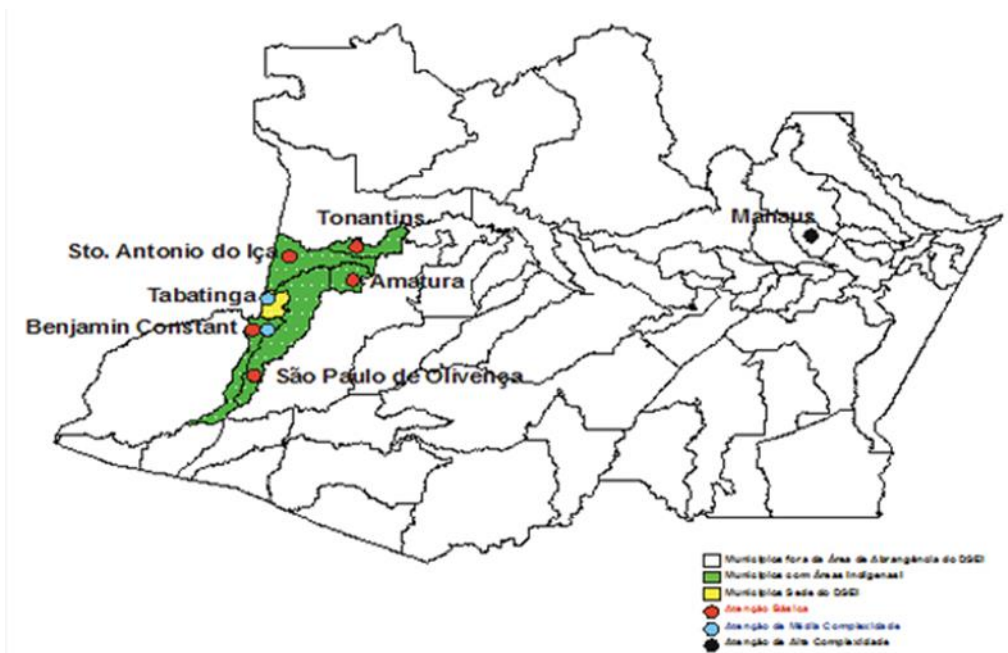 Tonantins
Manaus
Sto. Antonio do Iça
Amatura
Tabatinga
Benjamin Constant
São Paulo de Olivença
Municípios fora da Área de Abrangência do DSEI
Municípios com Áreas Indígenas!
Municípios Sede do DSEI
Atenção Básica
Atenção de Média Complexidade
Atenção de Alta Complexidade